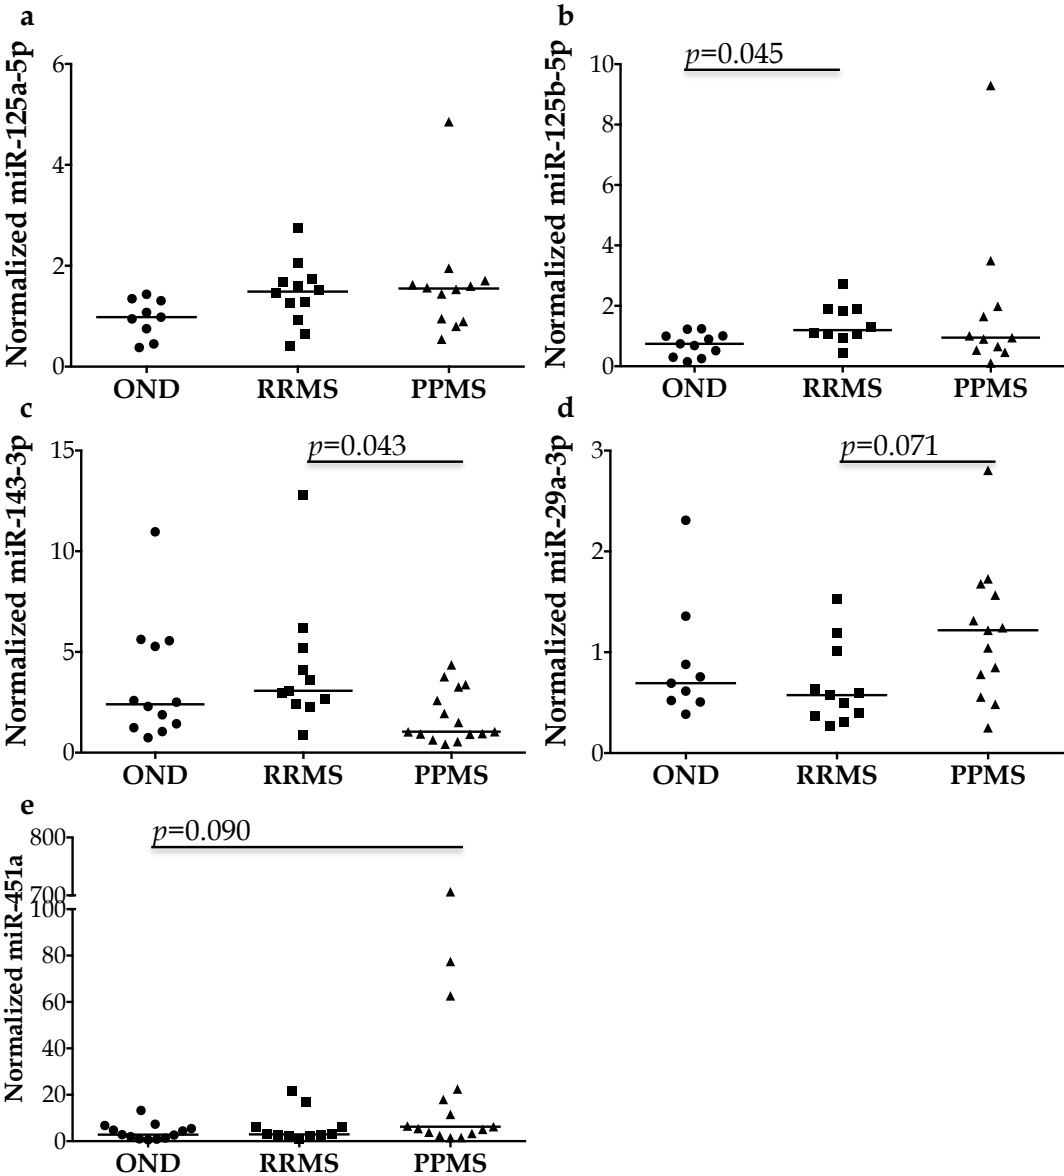 a
Normalized miR-125a-5p
6
4
2
0
OND RRMS PPMS
b
Normalized miR-125b-5p
p=0.045
10
8
6
4
2
0
OND RRMS PPMS
c
Normalized miR-143-3p
p=0.043
15
10
5
0
OND RRMS PPMS
d
Normalized miR-29a-3p
p=0.071
3
2
1
0
OND RRMS PPMS
e
Normalized miR-451a
p=0.090
800
700
100
80
60
40
20
0
OND RRMS PPMS